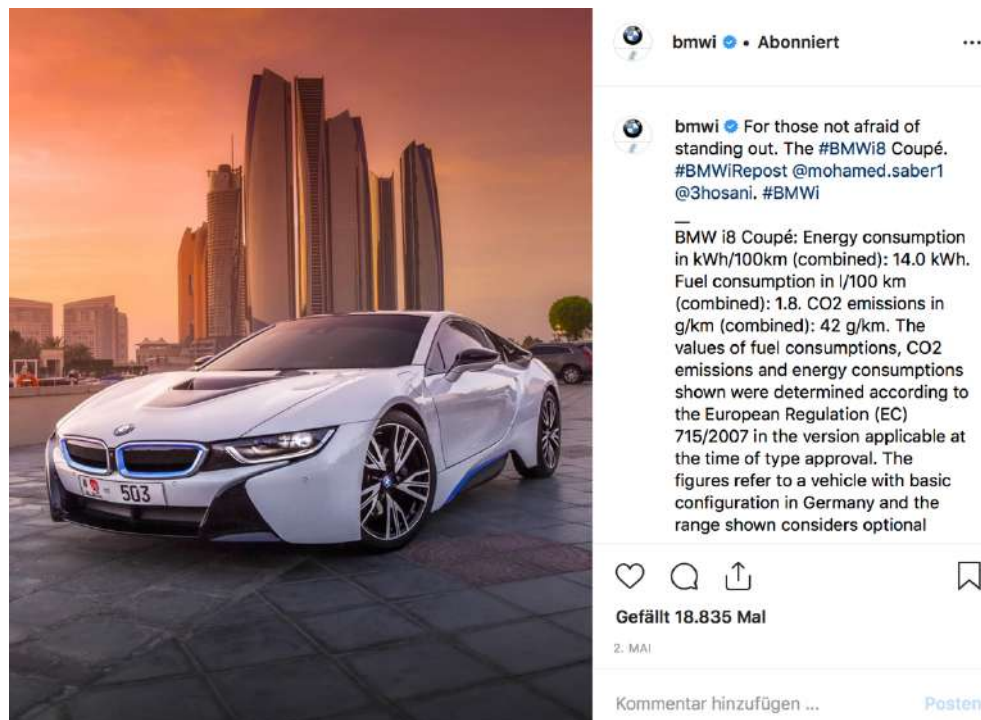 bmwi • Abonniert
bmwi For those not afraid of
standing out. The #BMWi8 Coupé.
#BMWiRepost @mohamed.saber1
@3hosani. #BMWi
__
BMW i8 Coupé: Energy consumption
in kWh/100km (combined): 14.0 kWh.
Fuel consumption in l/100 km
(combined): 1.8. CO2 emissions in
g/km (combined): 42 g/km. The
values of fuel consumptions, CO2
emissions and energy consumptions
shown were determined according to
the European Regulation (EC)
715/2007 in the version applicable at
the time of type approval. The
figures refer to a vehicle with basic
configuration in Germany and the
range shown considers optional
Gefällt 18.835 Mal
2. MAI
Kommentar hinzufügen ...
Posten
503